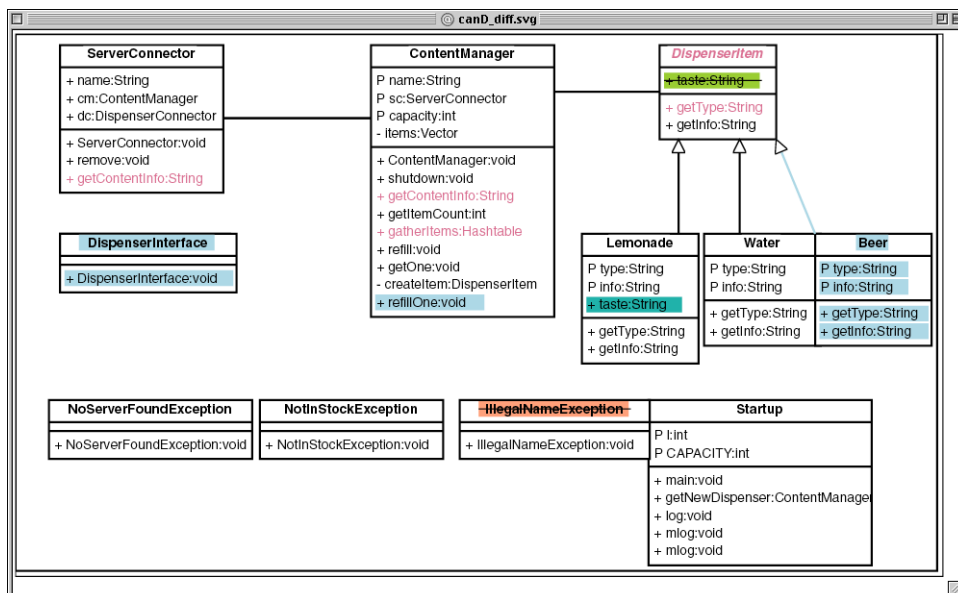 canD_diff.svg
ServerConnector
+ name:String
+ cm:ContentManager
+ dc:DispenserConnector
+ ServerConnector:void
+ remove:void
+ getContentInfo:String
ContentManager
P name:String
P sc:ServerConnector
P capacity:int
- items:Vector
+ ContentManager:void
+ shutdown:void
+ getContentInfo:String
+ getItemCount:int
+ gatherItems:Hashtable
+ refill:void
+ getOne:void
- createItem:DispenserItem
+ refillOne:void
DispenserItem
+ taste:String
+ getType:String
+ getInfo:String
DispenserInterface
+ DispenserInterface:void
Lemonade
P type:String
P info:String
+ taste:String
+ getType:String
+ getInfo:String
Water
P type:String
P info:String
+ getType:String
+ getInfo:String
Beer
P type:String
P info:String
+ getType:String
+ getInfo:String
NoServerFoundException
+ NoServerFoundException:void
NotInStockException
+ NotInStockException:void
IllegalNameException
+ IllegalNameException:void
Startup
P I:int
P CAPACITY:int
+ main:void
+ getNewDispenser:ContentManager
+ log:void
+ mlog:void
+ mlog:void